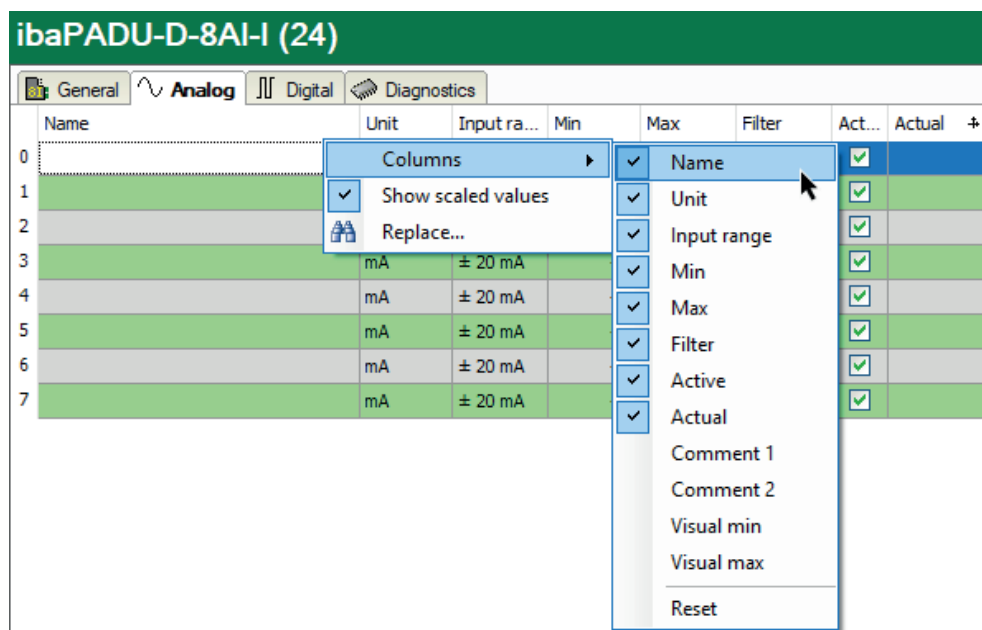 ibaPADU-D-8AI-I (24)
General Analog Digital Diagnostics
Name Unit Input ra... Min Max Filter Act... Actual
0 Columns Name
1 Show scaled values Unit
2 Replace... Input range
3 mA ± 20 mA Min
4 mA ± 20 mA Max
5 mA ± 20 mA Filter
6 mA ± 20 mA Active
7 mA ± 20 mA Actual
Comment 1
Comment 2
Visual min
Visual max
Reset